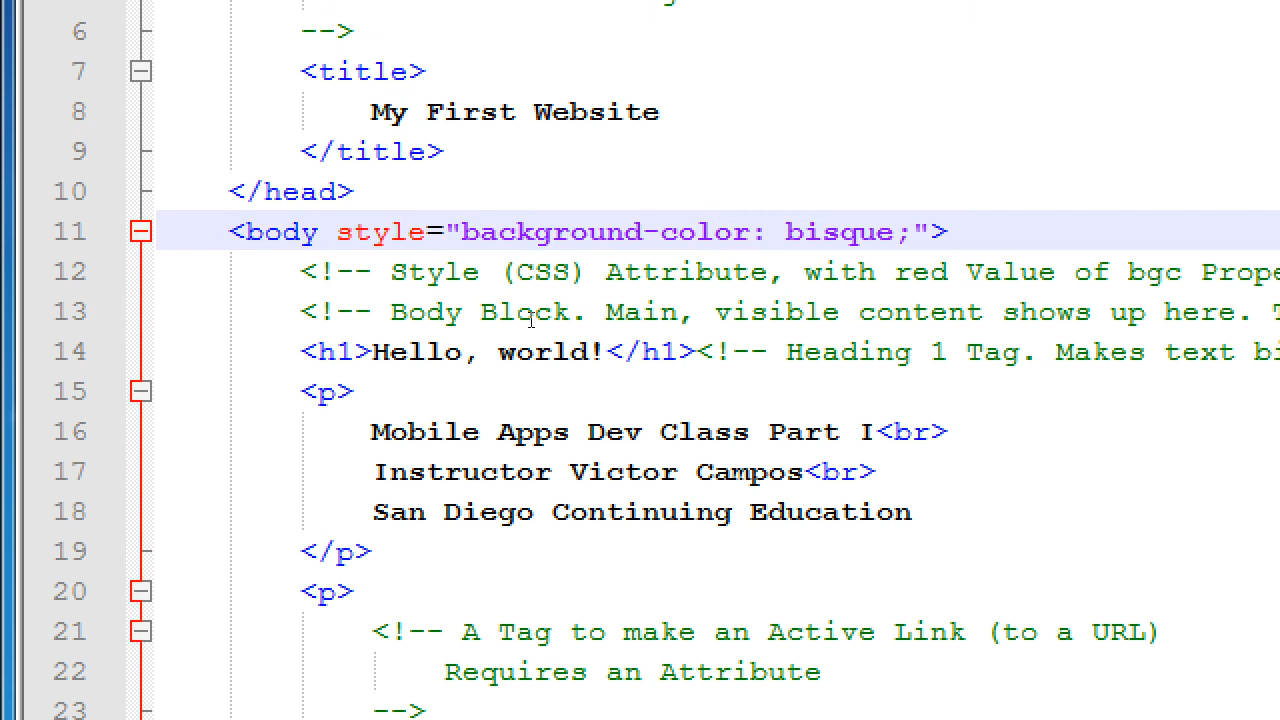 6 -->
7 <title>
8 My First Website
9 </title>
10 </head>
11 <body style="background-color: bisque;">
12 <!-- Style (CSS) Attribute, with red Value of bgc
13 <!-- Body Block. Main, visible content shows up here.
14 <h1>Hello, world!</h1><!-- Heading 1 Tag. Makes text
15 <p>
16 Mobile Apps Dev Class Part I<br>
17 Instructor Victor Campos<br>
18 San Diego Continuing Education
19 </p>
20 <p>
21 <!-- A Tag to make an Active Link (to a URL)
22 Requires an Attribute
23 -->